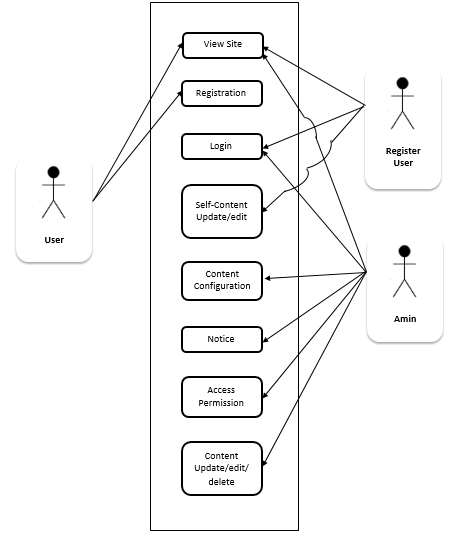 View Site
Registration
Login
Self-Content
Update/edit
Content
Configuration
Notice
Access
Permission
Content
Update/edit/
delete
User
Register
User
Amin